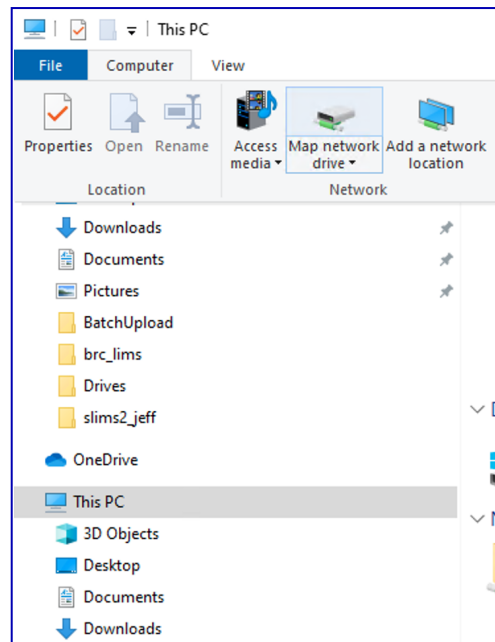 This PC
File Computer View
Properties Open Rename Access media Map network drive Add a network location
Location Network
Downloads
Documents
Pictures
BatchUpload
brc_lims
Drives
slims2_jeff
OneDrive
This PC
3D Objects
Desktop
Documents
Downloads